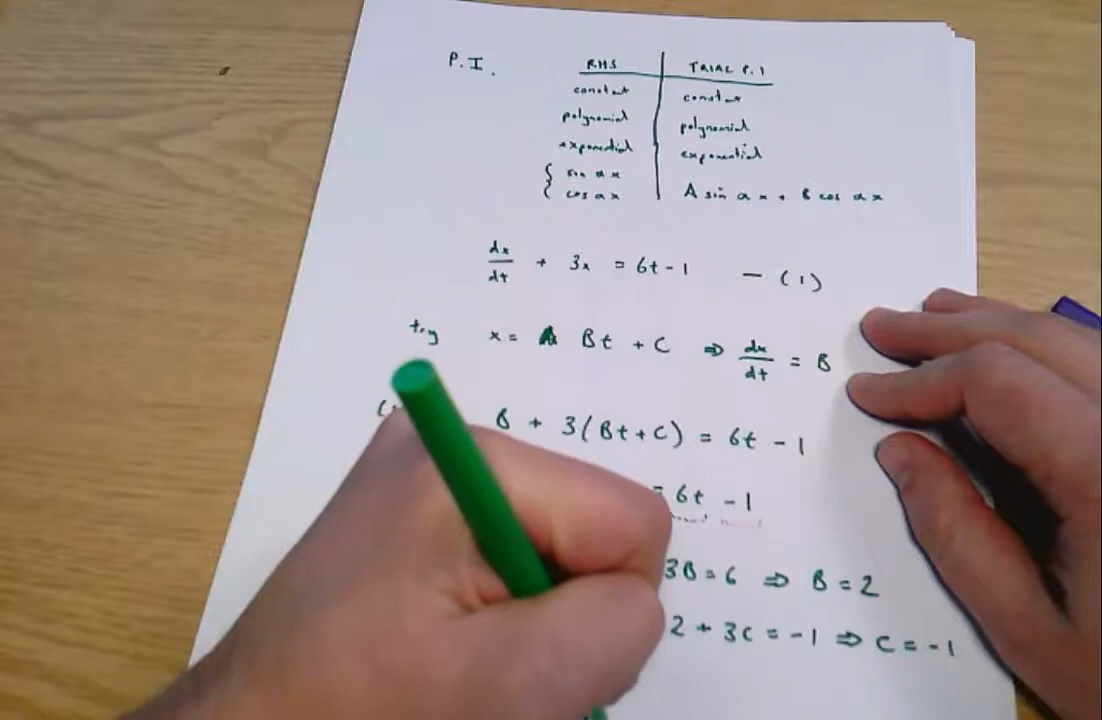 P.I.
RHS TRIAL P.I
constant constant
polynomial polynomial
exponential exponential
{ sin ax
cos ax A sin ax + B cos ax
dx/dt + 3x = 6t - 1 - (1)
try x = Bt + C ⇒ dx/dt = B
B + 3(Bt + C) = 6t - 1
= 6t - 1
3B = 6 ⇒ B = 2
2 + 3C = -1 ⇒ C = -1